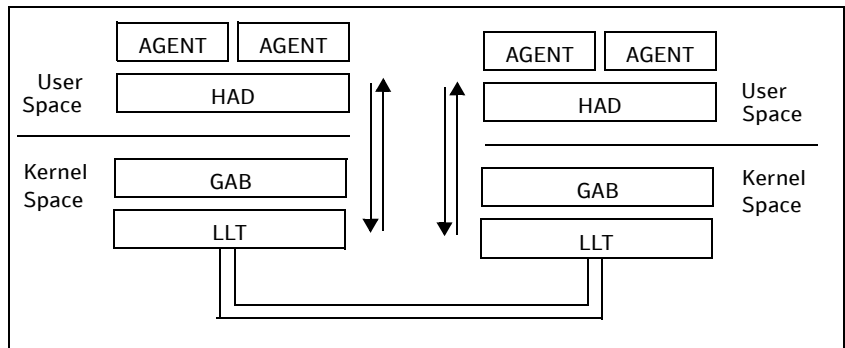 AGENT AGENT
User
Space
HAD
Kernel
Space
GAB
LLT
AGENT AGENT
HAD
User
Space
GAB
Kernel
Space
LLT